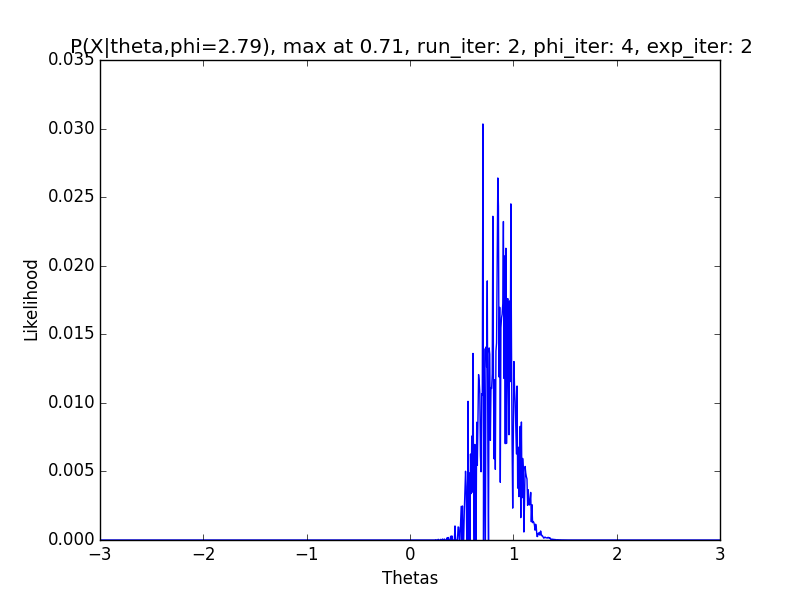 P(X|theta,phi=2.79), max at 0.71, run_iter: 2, phi_iter: 4, exp_iter: 2
0.035
0.030
0.025
0.020
0.015
0.010
0.005
0.000
Likelihood
−3 −2 −1 0 1 2 3
Thetas